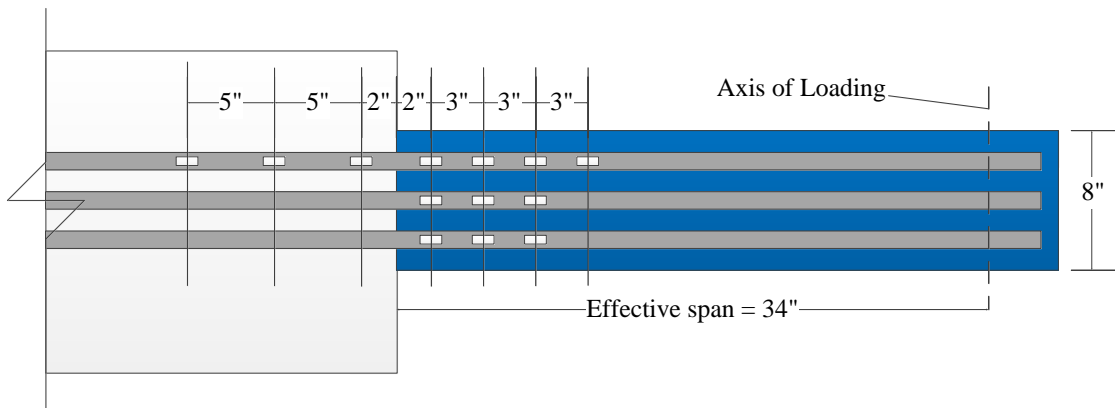 Axis of Loading
5" 5" 2" 2" 3" 3" 3"
8"
Effective span = 34"